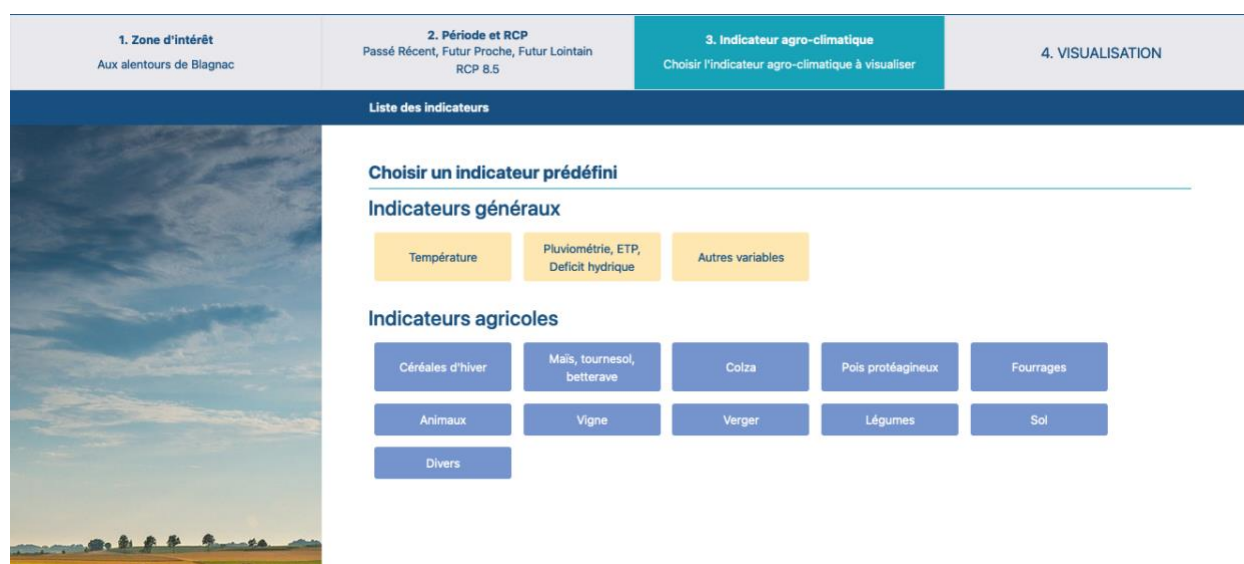 1. Zone d'intérêt
Aux alentours de Blagnac
2. Période et RCP
Passé Récent, Futur Proche, Futur Lointain
RCP 8.5
3. Indicateur agro-climatique
Choisir l'indicateur agro-climatique à visualiser
4. VISUALISATION
Liste des indicateurs
Choisir un indicateur prédéfini
Indicateurs généraux
Température
Pluviométrie, ETP,
Deficit hydrique
Autres variables
Indicateurs agricoles
Céréales d'hiver
Maïs, tournesol,
betterave
Colza
Pois protéagineux
Fourrages
Animaux
Vigne
Verger
Légumes
Sol
Divers